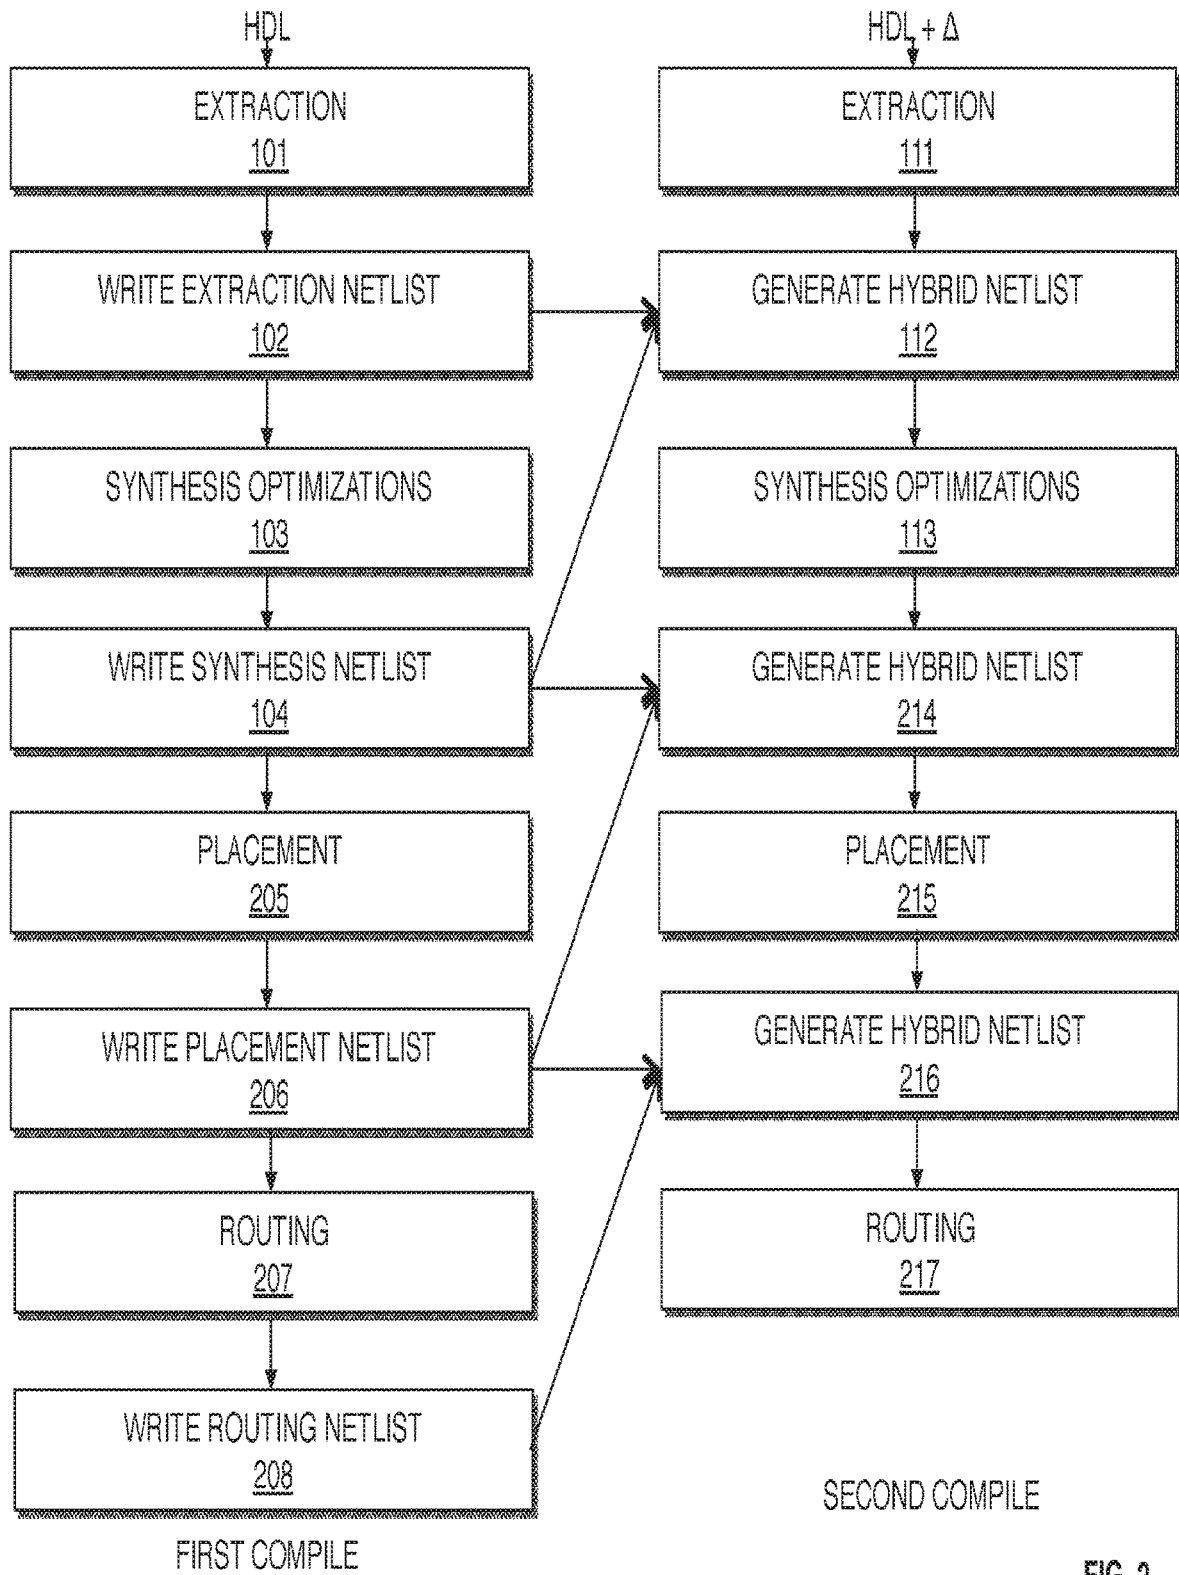 HDL
EXTRACTION
101
WRITE EXTRACTION NETLIST
102
SYNTHESIS OPTIMIZATIONS
103
WRITE SYNTHESIS NETLIST
104
PLACEMENT
205
WRITE PLACEMENT NETLIST
206
ROUTING
207
WRITE ROUTING NETLIST
208
FIRST COMPILE
HDL + Δ
EXTRACTION
111
GENERATE HYBRID NETLIST
112
SYNTHESIS OPTIMIZATIONS
113
GENERATE HYBRID NETLIST
214
PLACEMENT
215
GENERATE HYBRID NETLIST
216
ROUTING
217
SECOND COMPILE